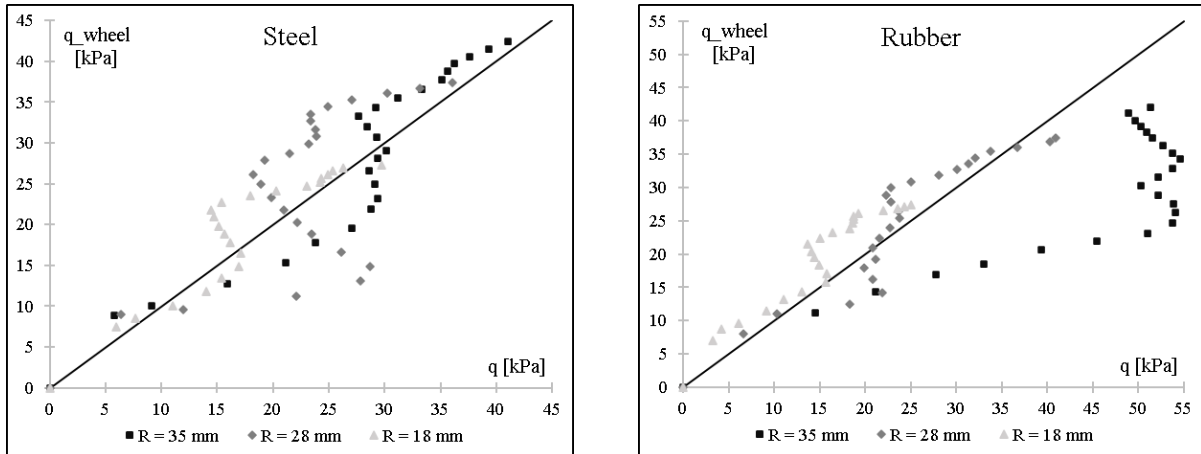 Steel
q_wheel
[kPa]
45
40
35
30
25
20
15
10
5
0
0 5 10 15 20 25 30 35 40 45
q [kPa]
R = 35 mm R = 28 mm R = 18 mm
Rubber
q_wheel
[kPa]
55
50
45
40
35
30
25
20
15
10
5
0
0 5 10 15 20 25 30 35 40 45 50 55
q [kPa]
R = 35 mm R = 28 mm R = 18 mm